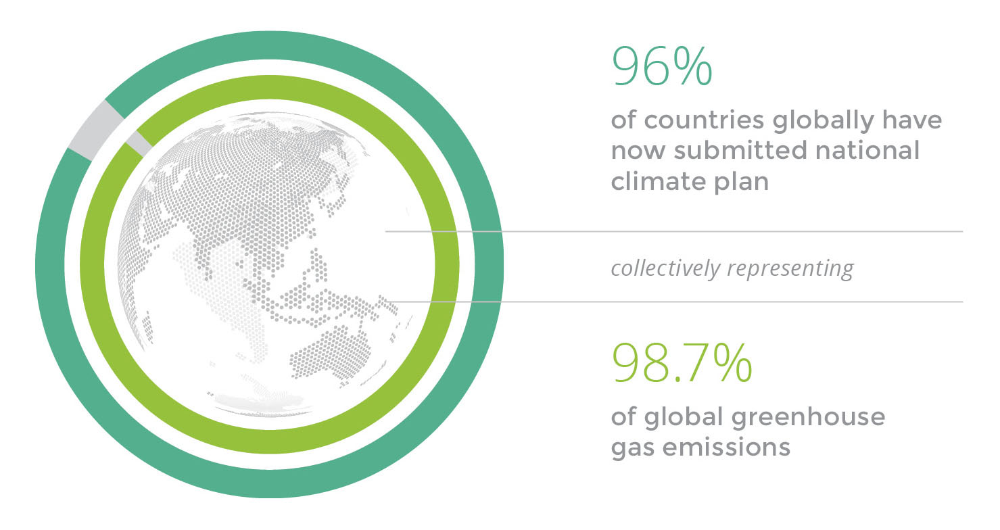 96%
of countries globally have
now submitted national
climate plan
collectively representing
98.7%
of global greenhouse
gas emissions